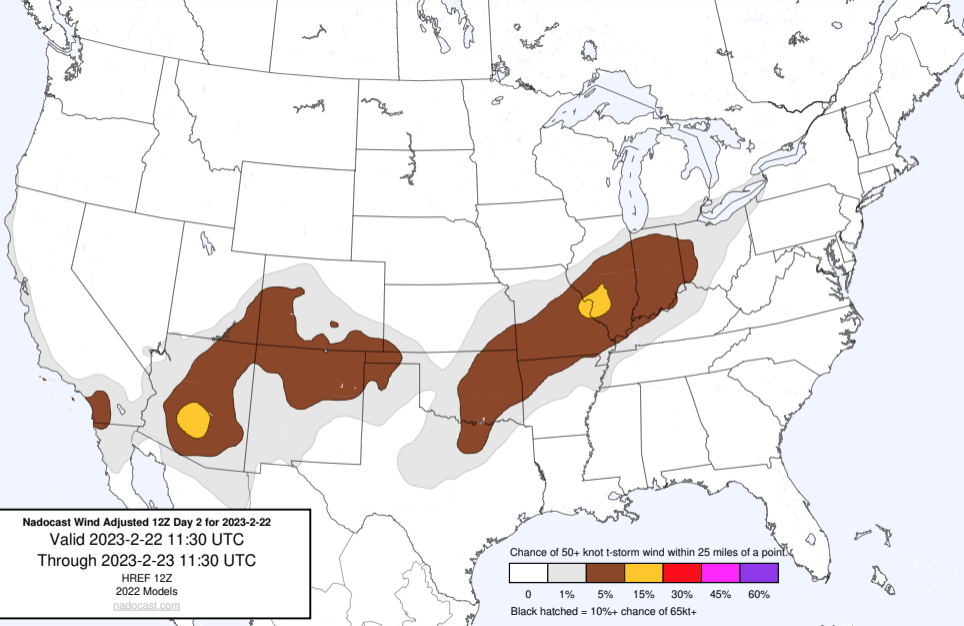 Nadocast Wind Adjusted 12Z Day 2 for 2023-2-22
Valid 2023-2-22 11:30 UTC
Through 2023-2-23 11:30 UTC
HREF 12Z
2022 Models
nadocast.com
Chance of 50+ knot t-storm wind within 25 miles of a point.
0 1% 5% 15% 30% 45% 60%
Black hatched = 10%+ chance of 65kt+